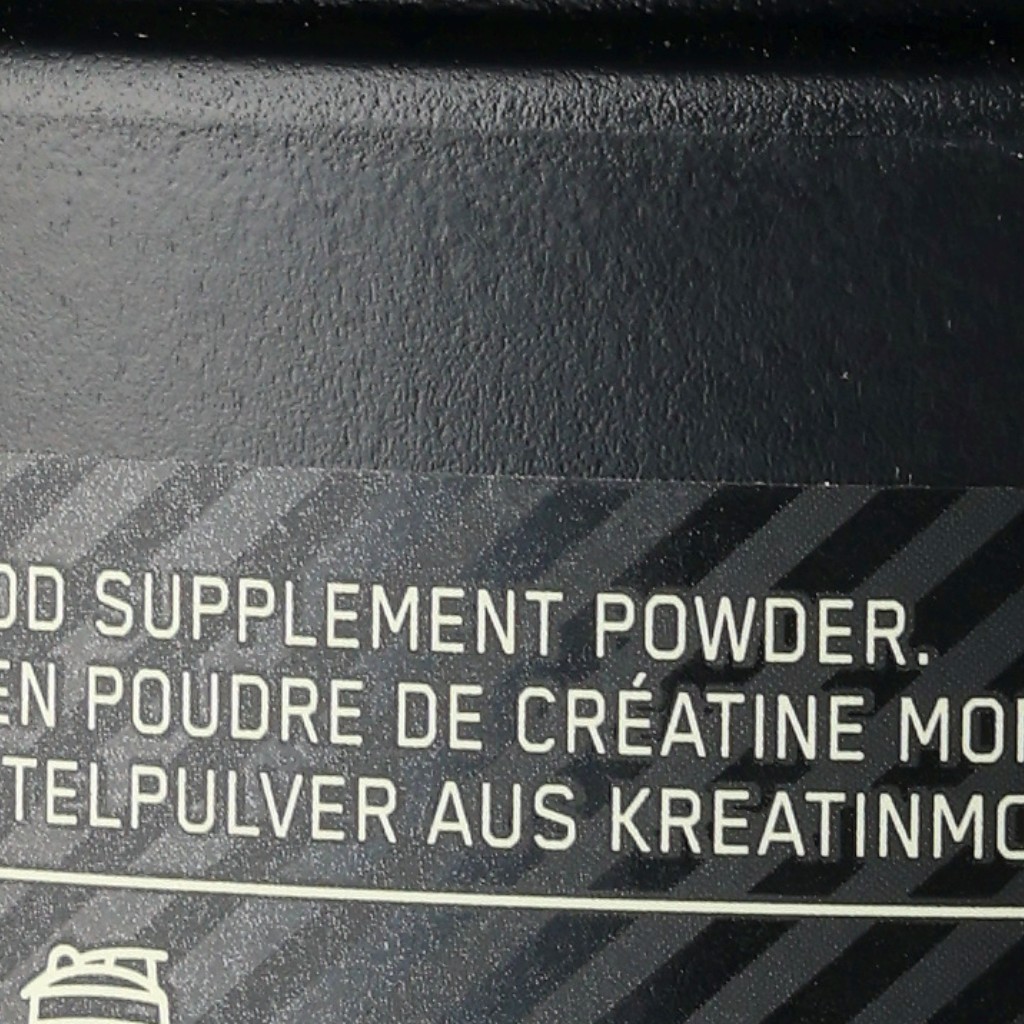 OD SUPPLEMENT POWDER.
EN POUDRE DE CRÉATINE MO
TELPULVER AUS KREATINMO